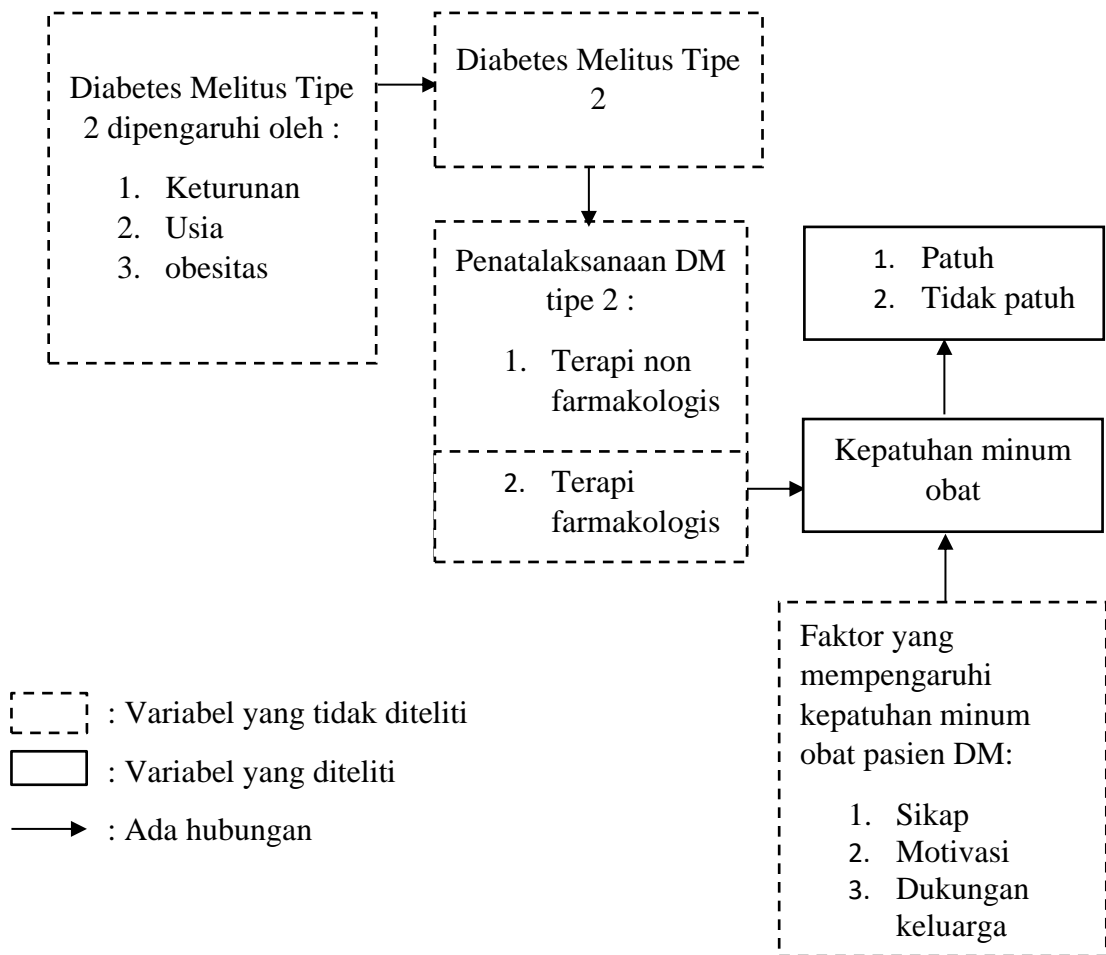 Diabetes Melitus Tipe
2 dipengaruhi oleh :
1. Keturunan
2. Usia
3. obesitas
Diabetes Melitus Tipe
2
Penatalaksanaan DM
tipe 2 :
1. Terapi non
farmakologis
2. Terapi
farmakologis
1. Patuh
2. Tidak patuh
Kepatuhan minum
obat
Faktor yang
mempengaruhi
kepatuhan minum
obat pasien DM:
1. Sikap
2. Motivasi
3. Dukungan
keluarga
: Variabel yang tidak diteliti
: Variabel yang diteliti
: Ada hubungan